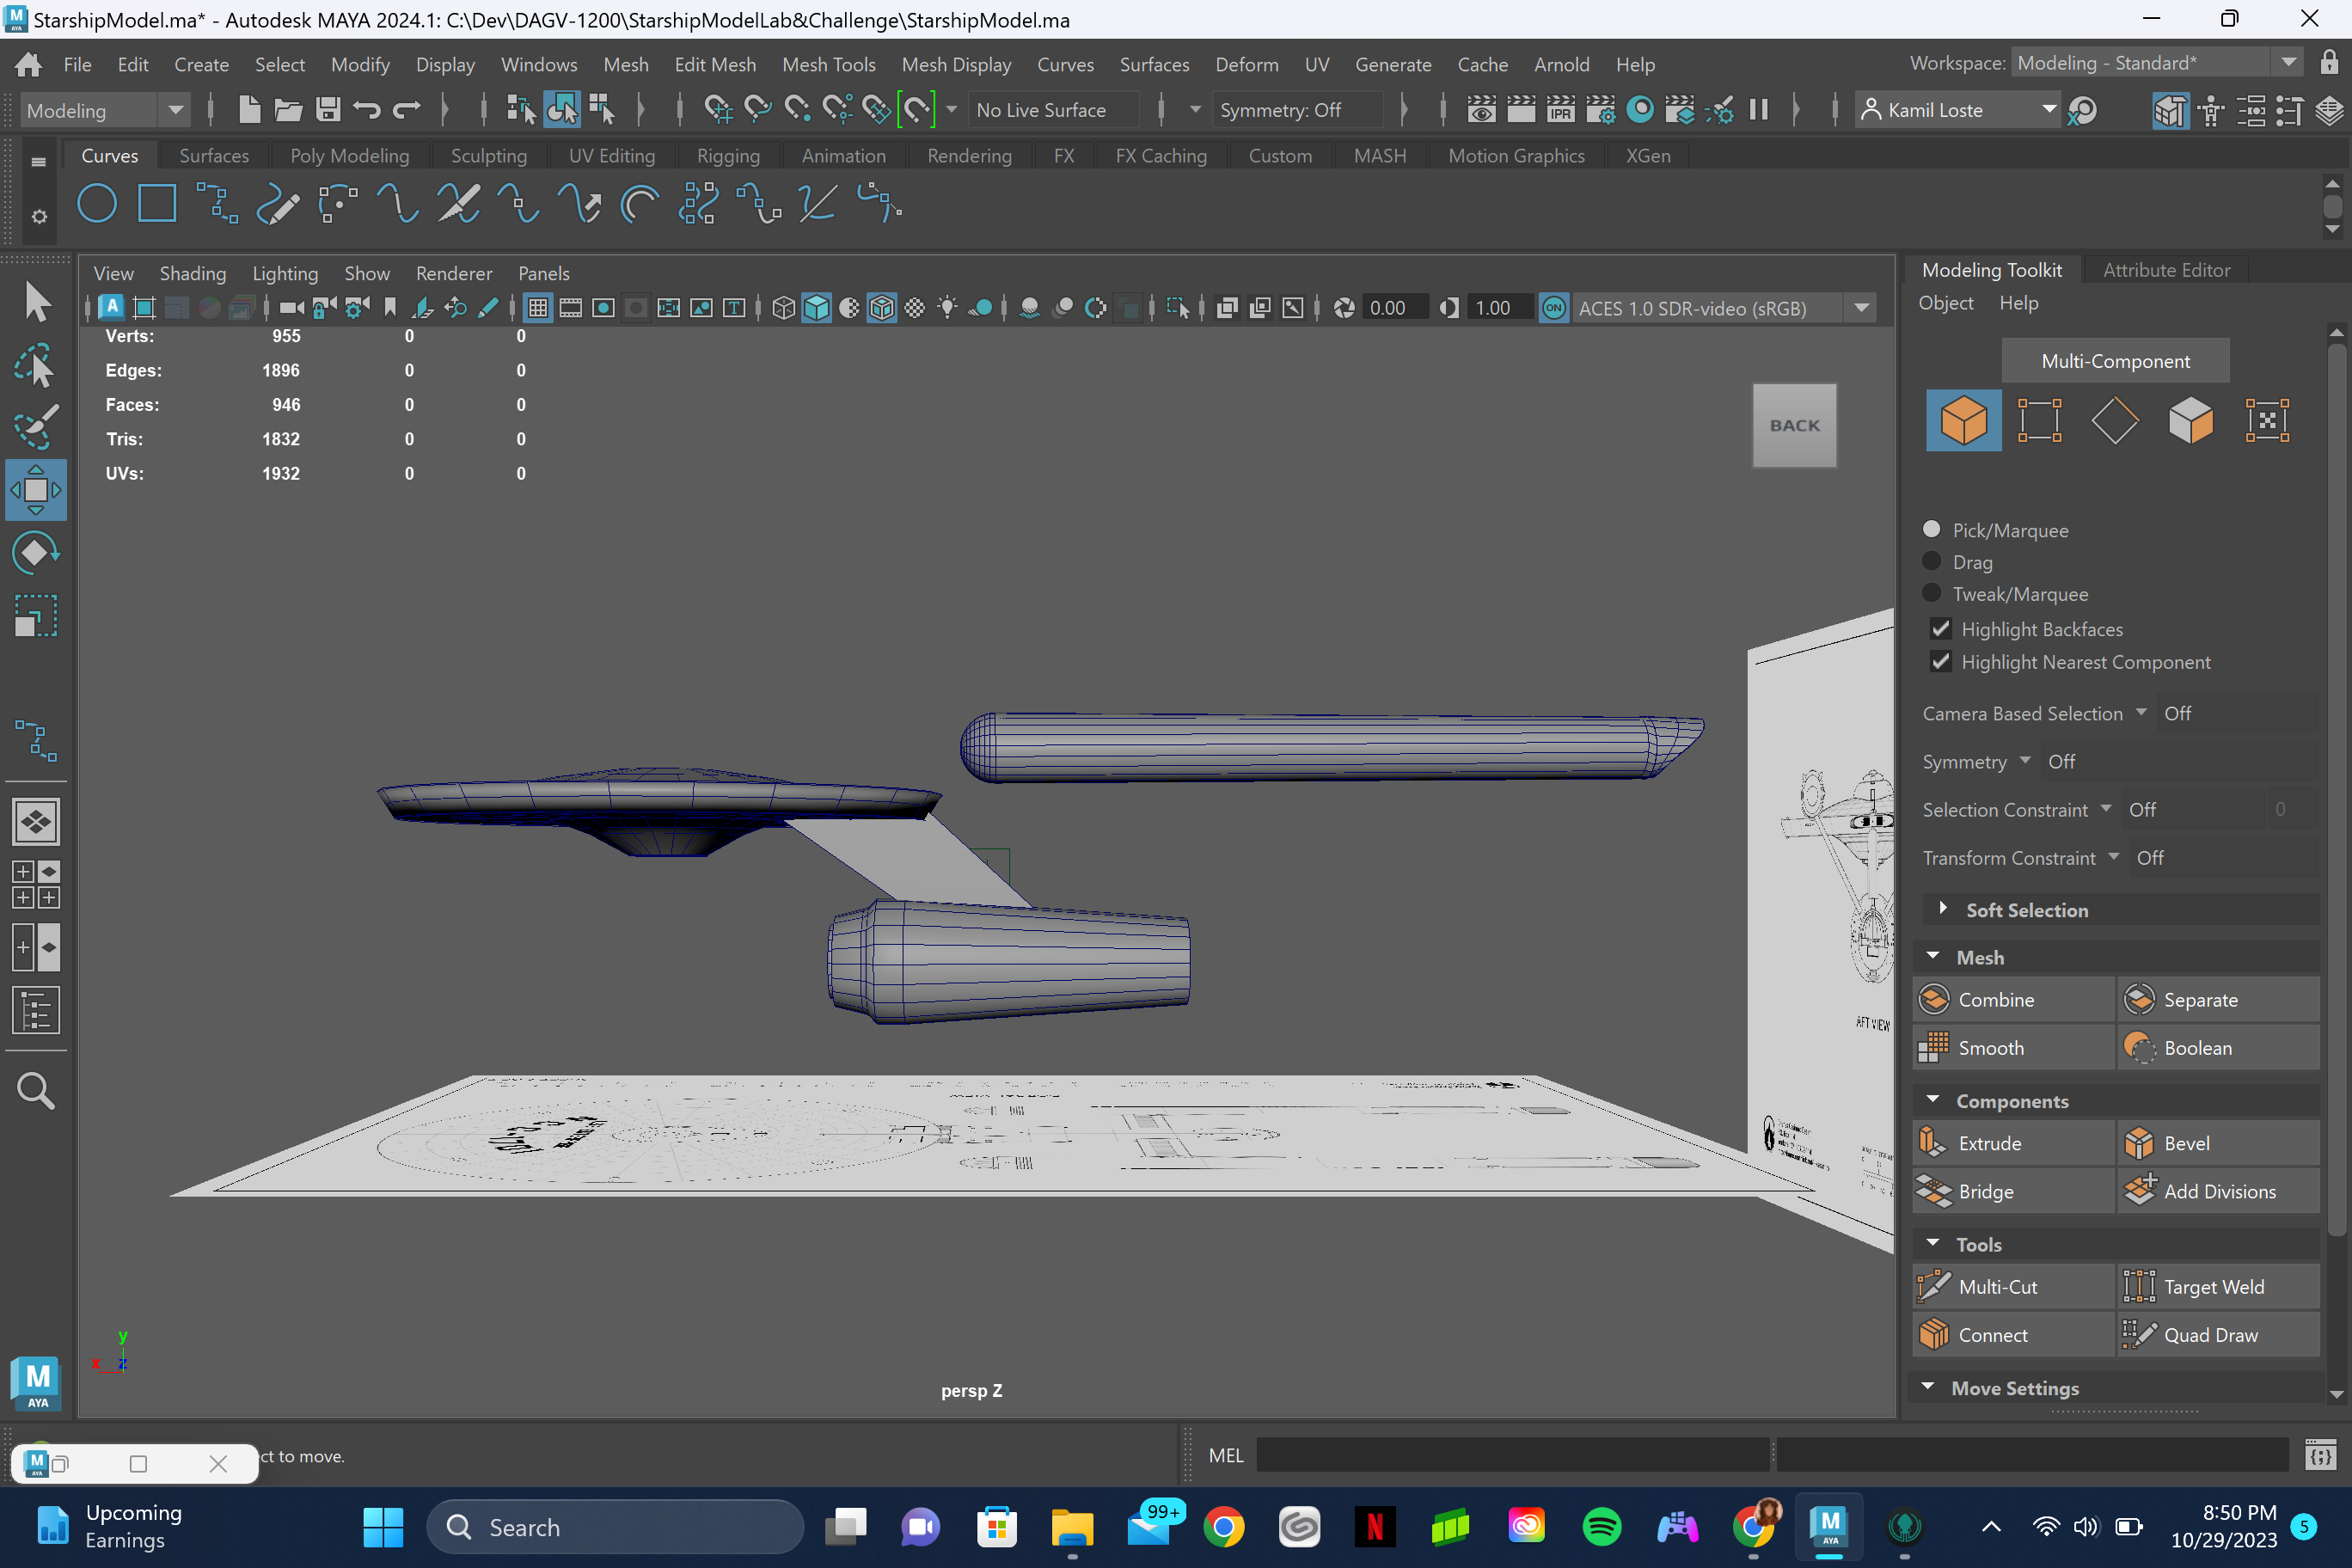 StarshipModel.ma* - Autodesk MAYA 2024.1: C:\Dev\DAGV-1200\StarshipModelLab&Challenge\StarshipModel.ma
File Edit Create Select Modify Display Windows Mesh Edit Mesh Mesh Tools Mesh Display Curves Surfaces Deform UV Generate Cache Arnold Help
Workspace: Modeling - Standard*
Modeling
No Live Surface
Symmetry: Off
IPR
Kamil Loste
Curves Surfaces Poly Modeling Sculpting UV Editing Rigging Animation Rendering FX FX Caching Custom MASH Motion Graphics XGen
View Shading Lighting Show Renderer Panels
0.00
1.00
ON
ACES 1.0 SDR-video (sRGB)
Verts: 955 0 0
Edges: 1896 0 0
Faces: 946 0 0
Tris: 1832 0 0
UVs: 1932 0 0
BACK
AFT VIEW
y
x z
persp Z
Modeling Toolkit Attribute Editor
Object Help
Multi-Component
Pick/Marquee
Drag
Tweak/Marquee
Highlight Backfaces
Highlight Nearest Component
Camera Based Selection Off
Symmetry Off
Selection Constraint Off 0
Transform Constraint Off
Soft Selection
Mesh
Combine Separate
Smooth Boolean
Components
Extrude Bevel
Bridge Add Divisions
Tools
Multi-Cut Target Weld
Connect Quad Draw
Move Settings
M
AYA
ct to move.
MEL
Upcoming
Earnings
Search
99+
8:50 PM
10/29/2023
5